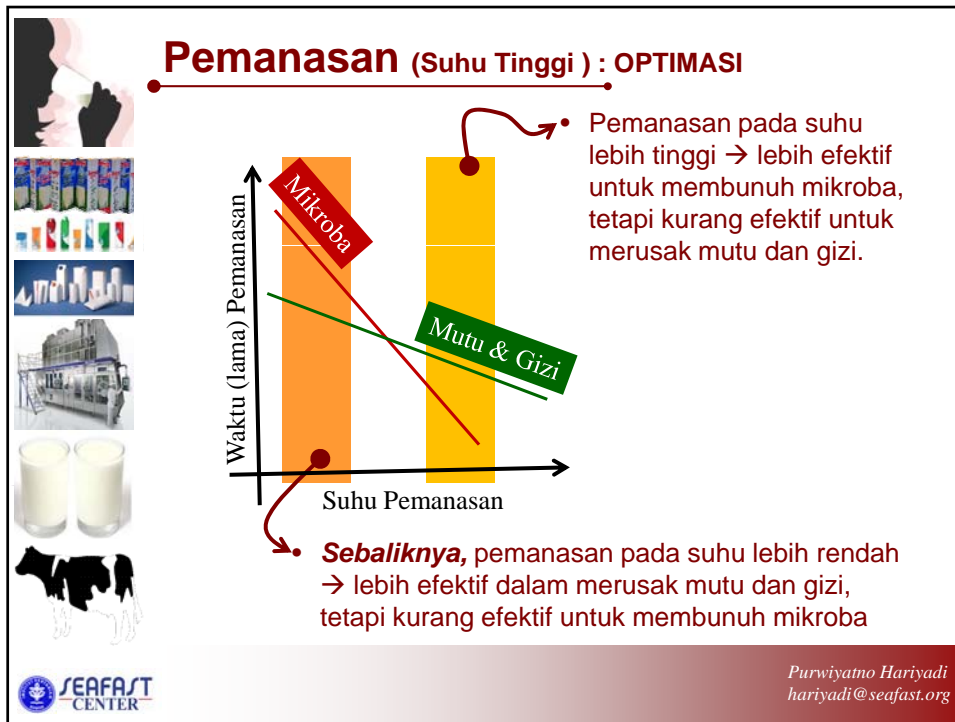 Pemanasan (Suhu Tinggi ) : OPTIMASI
• Pemanasan pada suhu
lebih tinggi → lebih efektif
untuk membunuh mikroba,
tetapi kurang efektif untuk
merusak mutu dan gizi.
Waktu (lama) Pemanasan
Mikroba
Mutu & Gizi
Suhu Pemanasan
• Sebaliknya, pemanasan pada suhu lebih rendah
→ lebih efektif dalam merusak mutu dan gizi,
tetapi kurang efektif untuk membunuh mikroba
SEAFAST
CENTER
Purwiyatno Hariyadi
hariyadi@seafast.org